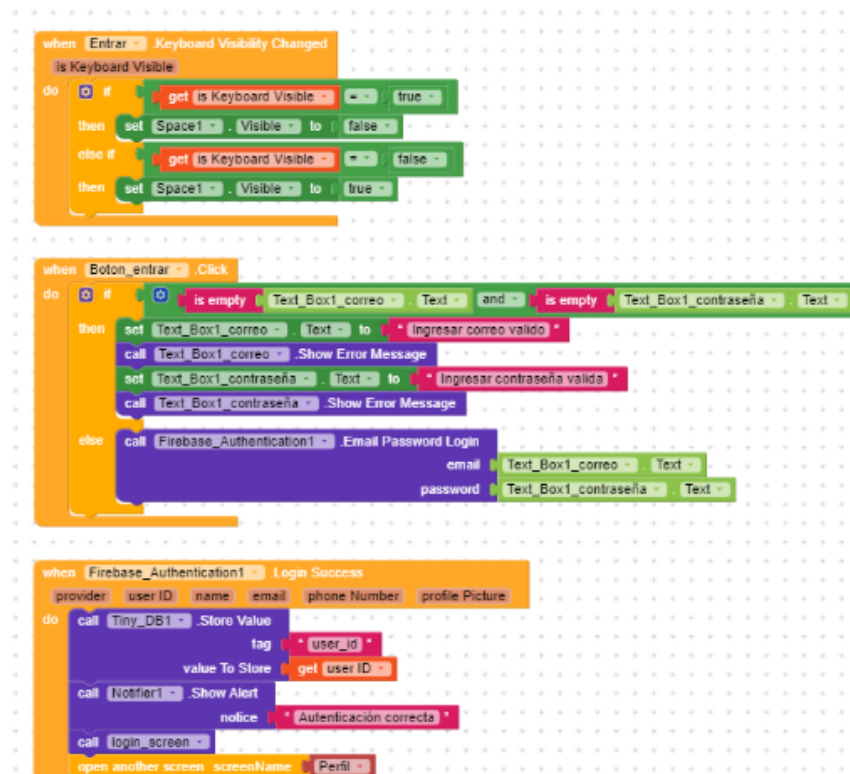 when Entrar .Keyboard Visibility Changed
is Keyboard Visible
do if get is Keyboard Visible = true
then set Space1 . Visible to false
else if get is Keyboard Visible = false
then set Space1 . Visible to true
when Boton_entrar .Click
do if is empty Text_Box1_correo . Text and is empty Text_Box1_contraseña . Text
then set Text_Box1_correo . Text to " Ingresar correo valido "
call Text_Box1_correo .Show Error Message
set Text_Box1_contraseña . Text to " Ingresar contraseña valida "
call Text_Box1_contraseña .Show Error Message
else call Firebase_Authentication1 .Email Password Login
email Text_Box1_correo . Text
password Text_Box1_contraseña . Text
when Firebase_Authentication1 .Login Success
provider user ID name email phone Number profile Picture
do call Tiny_DB1 .Store Value
tag " user_id "
value To Store get user ID
call Notifier1 .Show Alert
notice " Autenticación correcta "
call login_screen
open another screen screenName Perfil